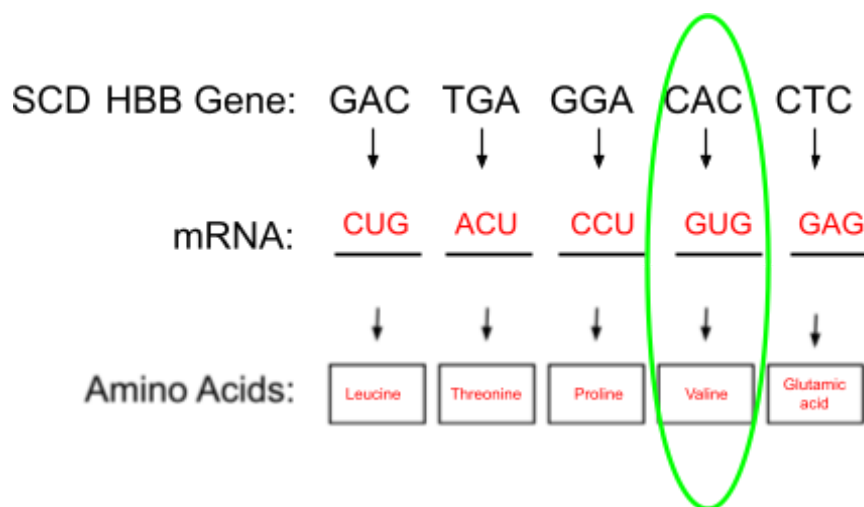 SCD HBB Gene: GAC TGA GGA CAC CTC
mRNA: CUG ACU CCU GUG GAG
Amino Acids: Leucine Threonine Proline Valine Glutamic
acid